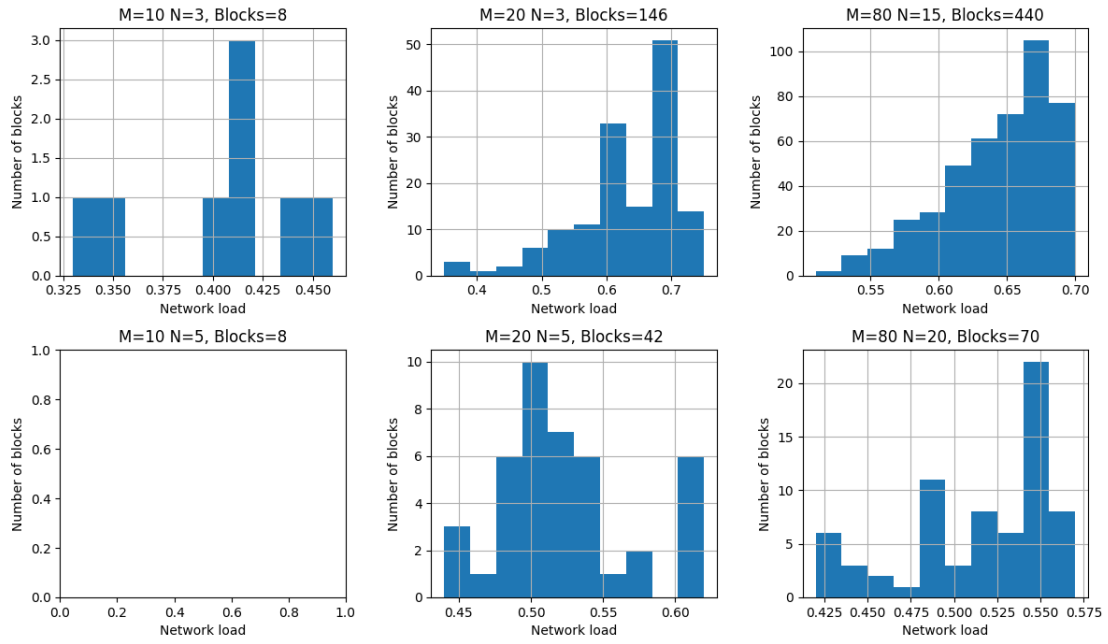 M=10 N=3, Blocks=8
Number of blocks
3.0
2.5
2.0
1.5
1.0
0.5
0.0
0.325 0.350 0.375 0.400 0.425 0.450
Network load
M=20 N=3, Blocks=146
Number of blocks
50
40
30
20
10
0
0.4 0.5 0.6 0.7
Network load
M=80 N=15, Blocks=440
Number of blocks
100
80
60
40
20
0
0.55 0.60 0.65 0.70
Network load
M=10 N=5, Blocks=8
Number of blocks
1.0
0.8
0.6
0.4
0.2
0.0
0.0 0.2 0.4 0.6 0.8 1.0
Network load
M=20 N=5, Blocks=42
Number of blocks
10
8
6
4
2
0
0.45 0.50 0.55 0.60
Network load
M=80 N=20, Blocks=70
Number of blocks
20
15
10
5
0
0.425 0.450 0.475 0.500 0.525 0.550 0.575
Network load